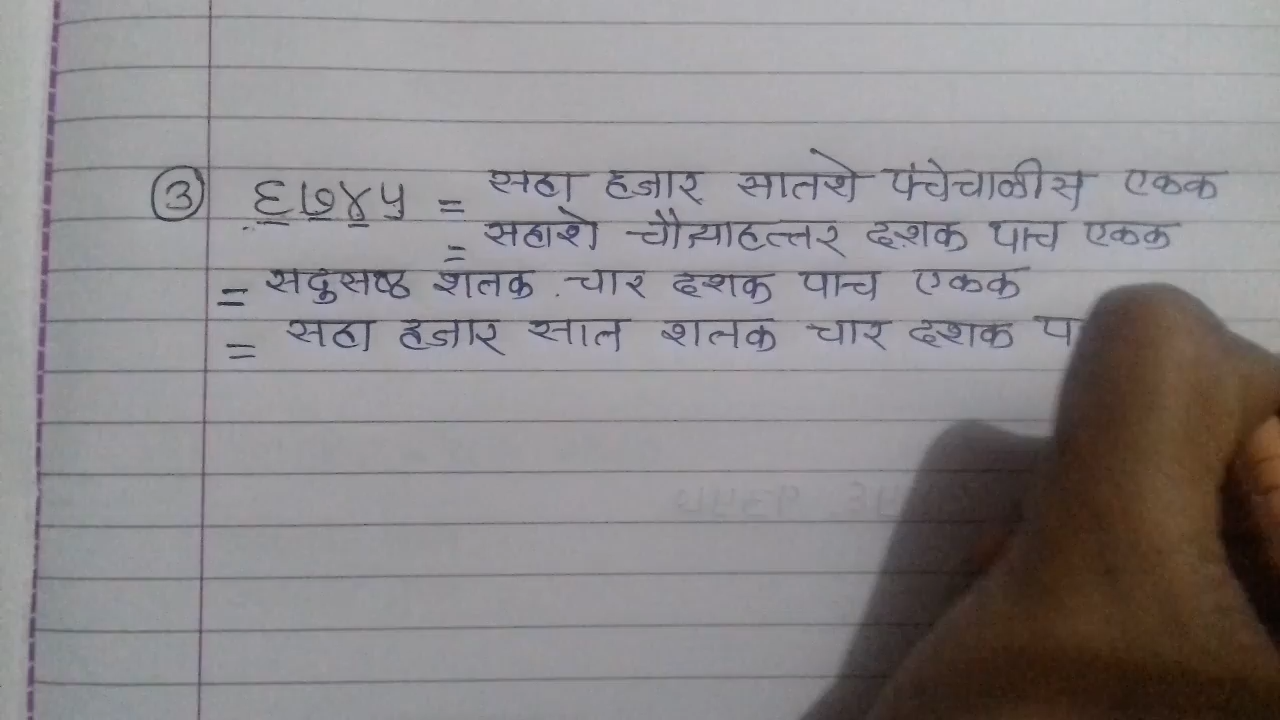 ③ ६७४५ = सहा हजार सातशे पंचेचाळीस एकक
= सहाशे चौऱ्याहत्तर दशक पाच एकक
= सदुसष्ठ शतक चार दशक पाच एकक
= सहा हजार सात शतक चार दशक प